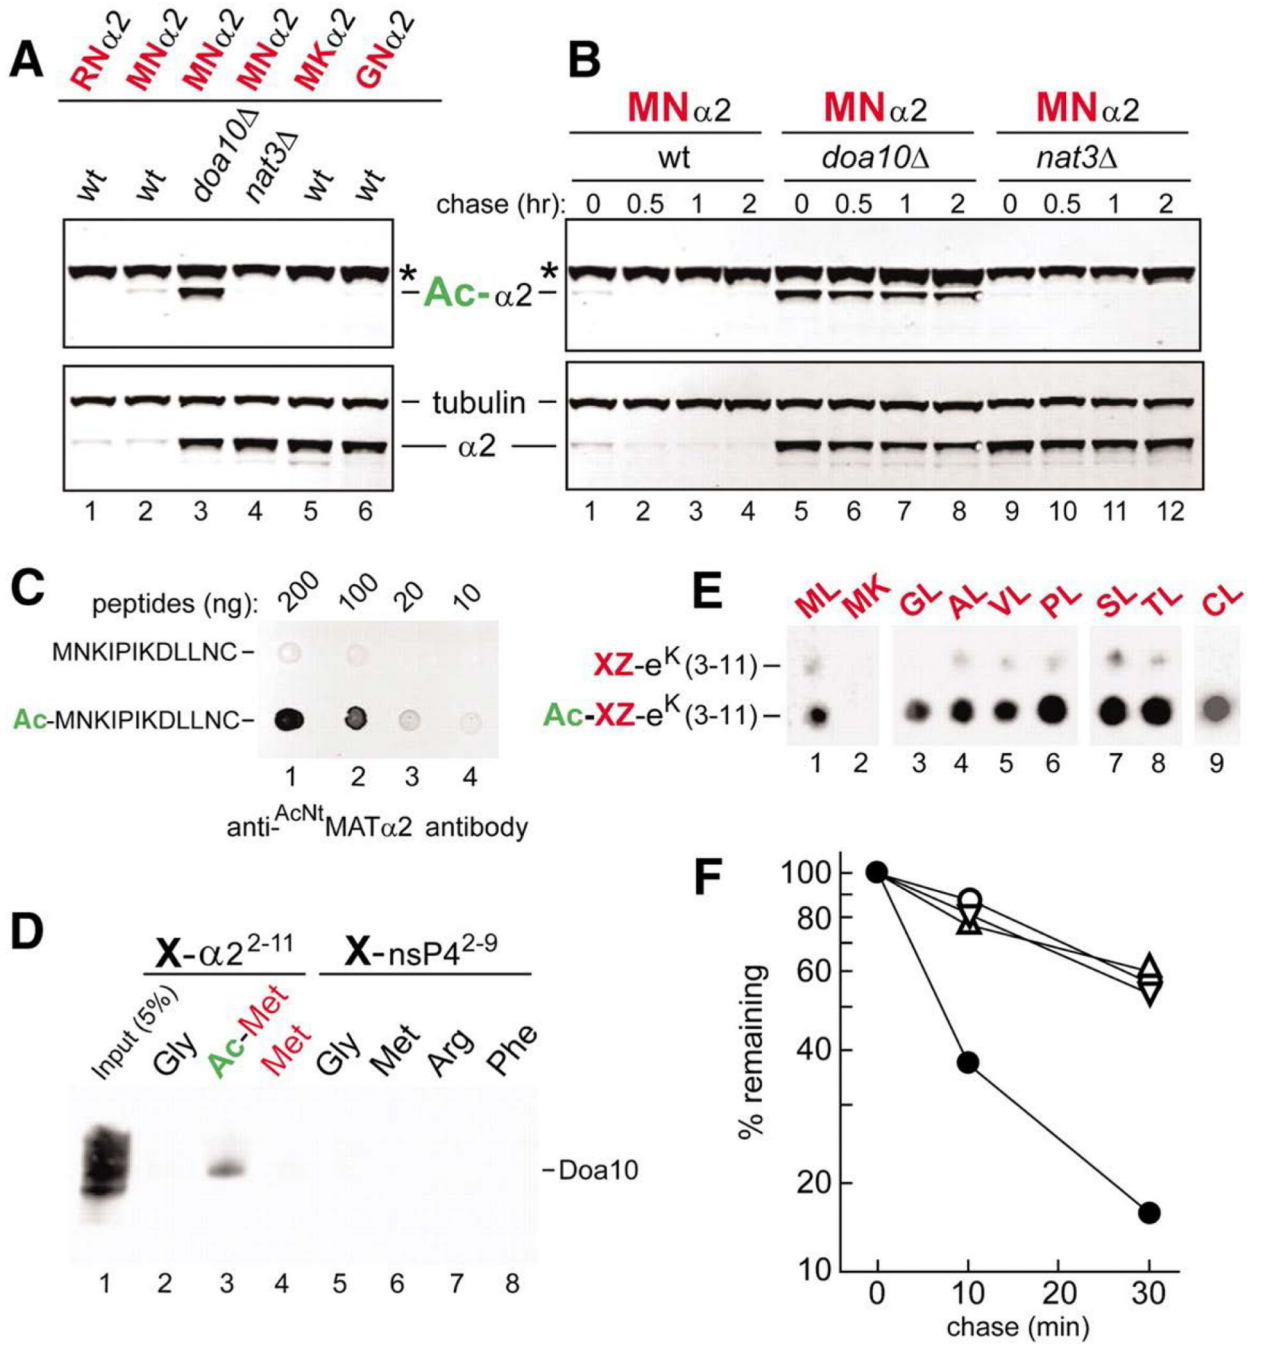 A
RNα2 MNα2 MNα2 MNα2 MKα2 GNα2
wt wt doa10Δ nat3Δ wt wt
*
Ac-α2
tubulin
α2
1 2 3 4 5 6
B
MNα2 MNα2 MNα2
wt doa10Δ nat3Δ
chase (hr): 0 0.5 1 2 0 0.5 1 2 0 0.5 1 2
*
1 2 3 4 5 6 7 8 9 10 11 12
C
peptides (ng): 200 100 20 10
MNKIPIKDLLNC
Ac-MNKIPIKDLLNC
1 2 3 4
anti-AcNtMATα2 antibody
E
ML MK GL AL VL PL SL TL CL
XZ-eK(3-11)
Ac-XZ-eK(3-11)
1 2 3 4 5 6 7 8 9
D
X-α2 2-11 X-nsP4 2-9
Input (5%) Gly Ac-Met Met Gly Met Arg Phe
Doa10
1 2 3 4 5 6 7 8
F
% remaining
100
80
60
40
20
10
0 10 20 30
chase (min)